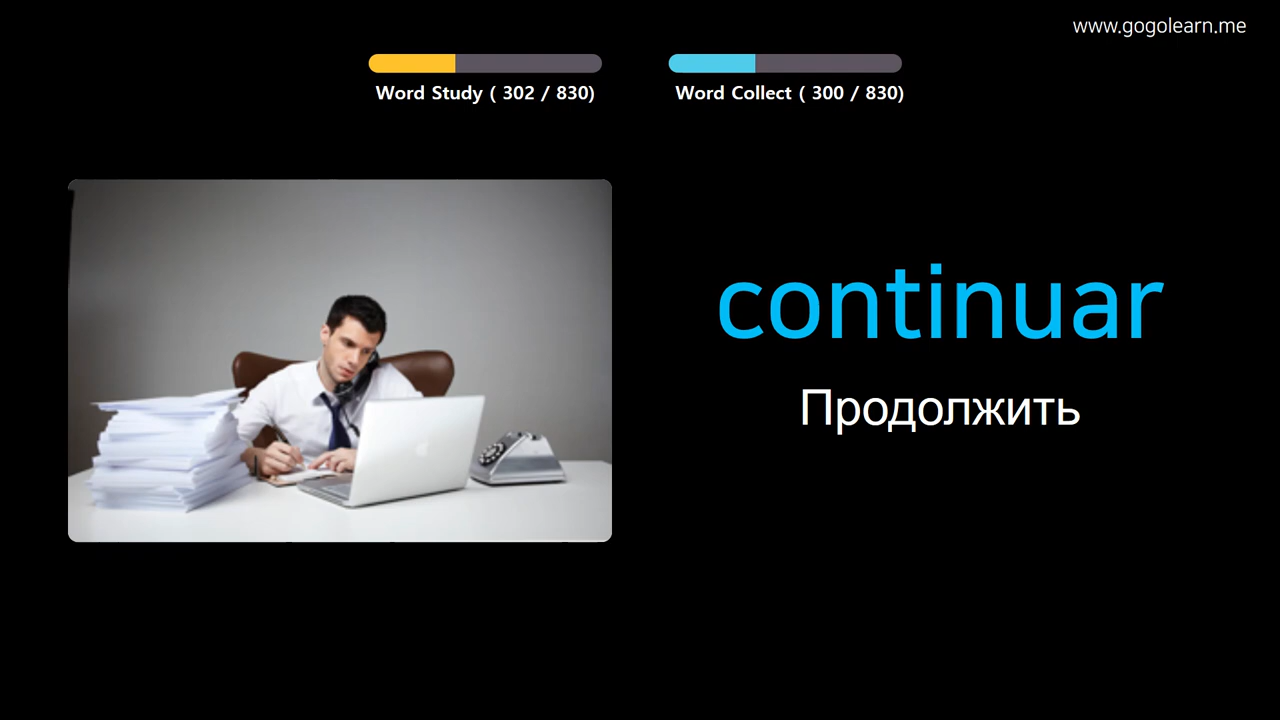 www.gogolearn.me
Word Study ( 302 / 830)
Word Collect ( 300 / 830)
continuar
Продолжить